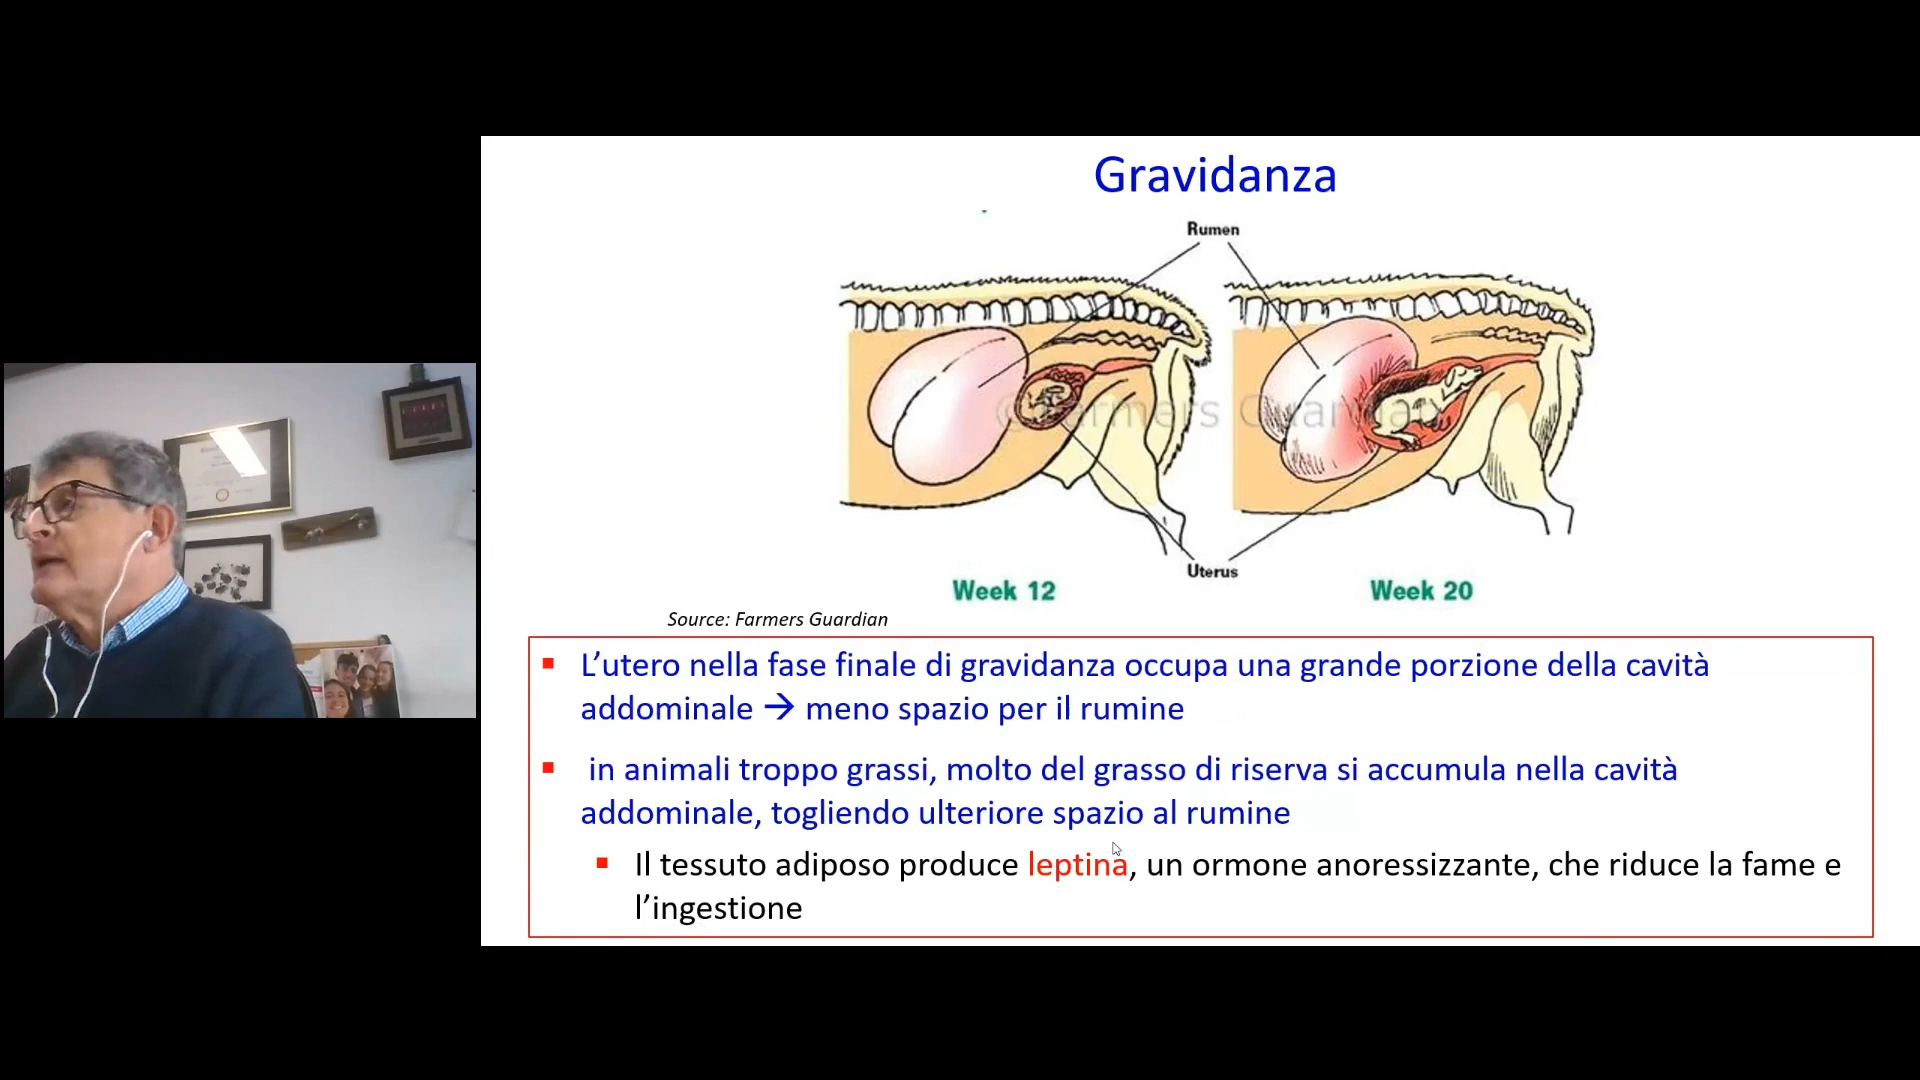 Gravidanza
Rumen
©Farmers Guardian
Uterus
Week 12
Week 20
Source: Farmers Guardian
▪ L’utero nella fase finale di gravidanza occupa una grande porzione della cavità
addominale → meno spazio per il rumine
▪ in animali troppo grassi, molto del grasso di riserva si accumula nella cavità
addominale, togliendo ulteriore spazio al rumine
▪ Il tessuto adiposo produce leptina, un ormone anoressizzante, che riduce la fame e
l’ingestione